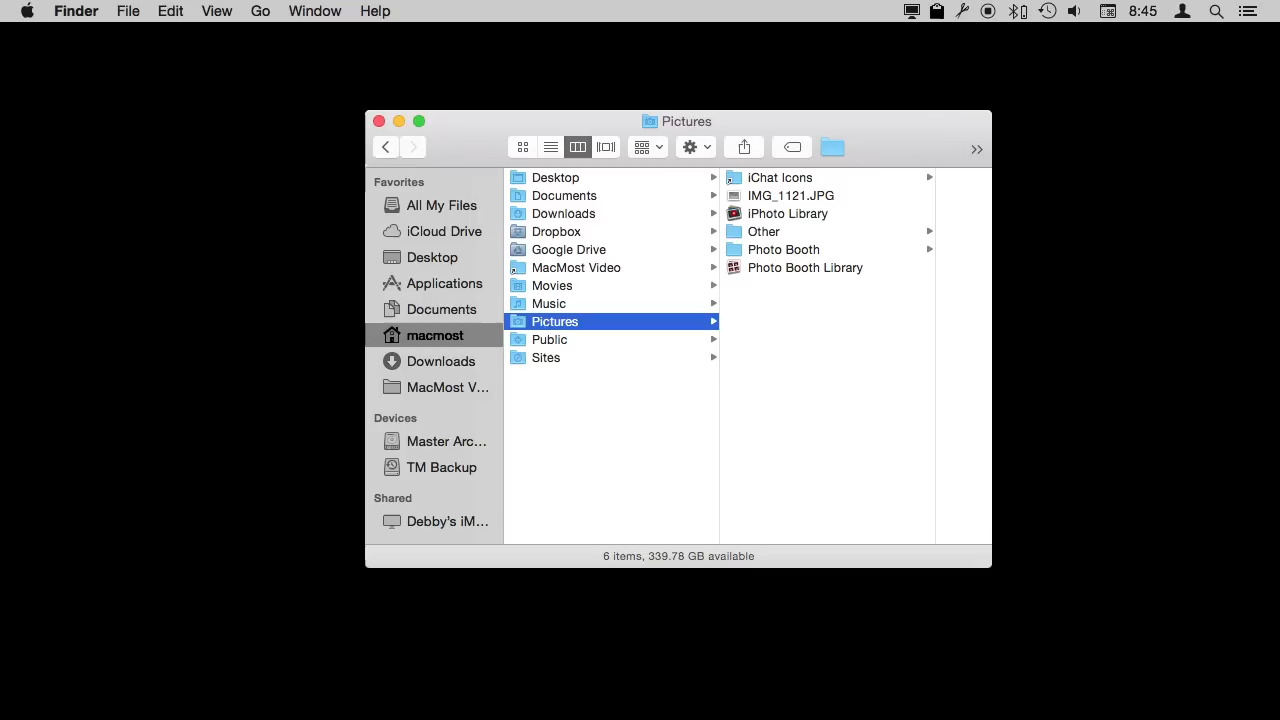 Finder File Edit View Go Window Help 8:45
Pictures
Favorites
All My Files
iCloud Drive
Desktop
Applications
Documents
macmost
Downloads
MacMost V...
Devices
Master Arc...
TM Backup
Shared
Debby's iM...
Desktop
Documents
Downloads
Dropbox
Google Drive
MacMost Video
Movies
Music
Pictures
Public
Sites
iChat Icons
IMG_1121.JPG
iPhoto Library
Other
Photo Booth
Photo Booth Library
6 items, 339.78 GB available